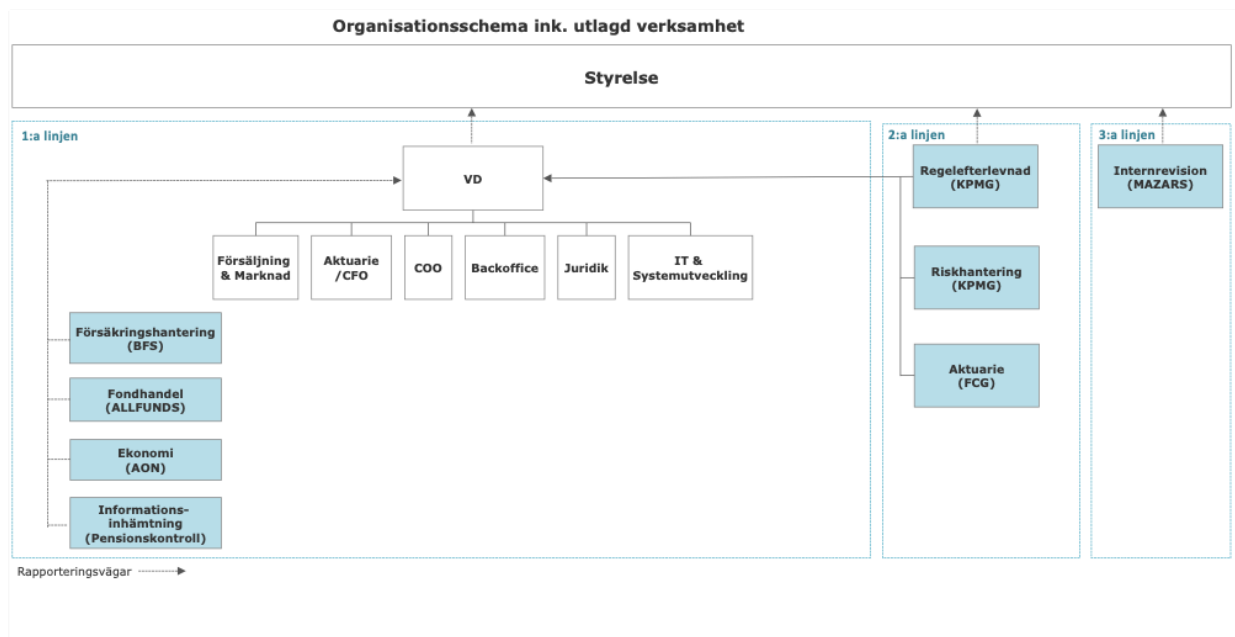 Organisationsschema ink. utlagd verksamhet
Styrelse
1:a linjen
VD
Försäljning
& Marknad
Aktuarie
/CFO
COO
Backoffice
Juridik
IT &
Systemutveckling
Försäkringshantering
(BFS)
Fondhandel
(ALLFUNDS)
Ekonomi
(AON)
Informations-
inhämtning
(Pensionskontroll)
2:a linjen
Regelefterlevnad
(KPMG)
Riskhantering
(KPMG)
Aktuarie
(FCG)
3:a linjen
Internrevision
(MAZARS)
Rapporteringsvägar